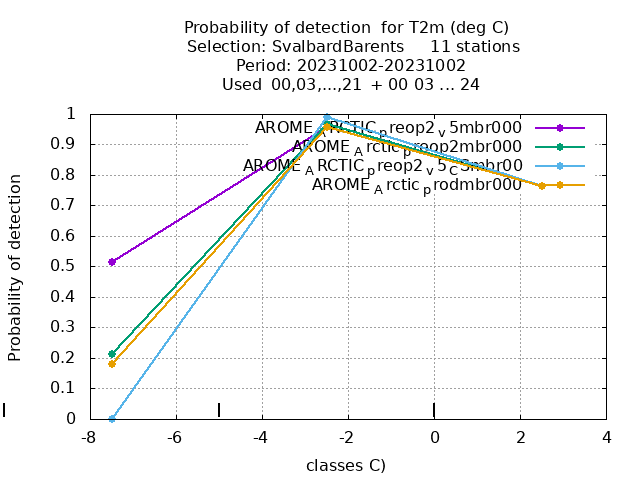 Probability of detection for T2m (deg C)
Selection: SvalbardBarents 11 stations
Period: 20231002-20231002
Used 00,03,...,21 + 00 03 ... 24
AROME_ARCTIC_preop2_v5mbr000
AROME_Arctic_preop2mbr000
AROME_ARCTIC_preop2_v5_C3mbr00
AROME_Arctic_prodmbr000
Probability of detection
1
0.9
0.8
0.7
0.6
0.5
0.4
0.3
0.2
0.1
0
-8 -6 -4 -2 0 2 4
classes C)